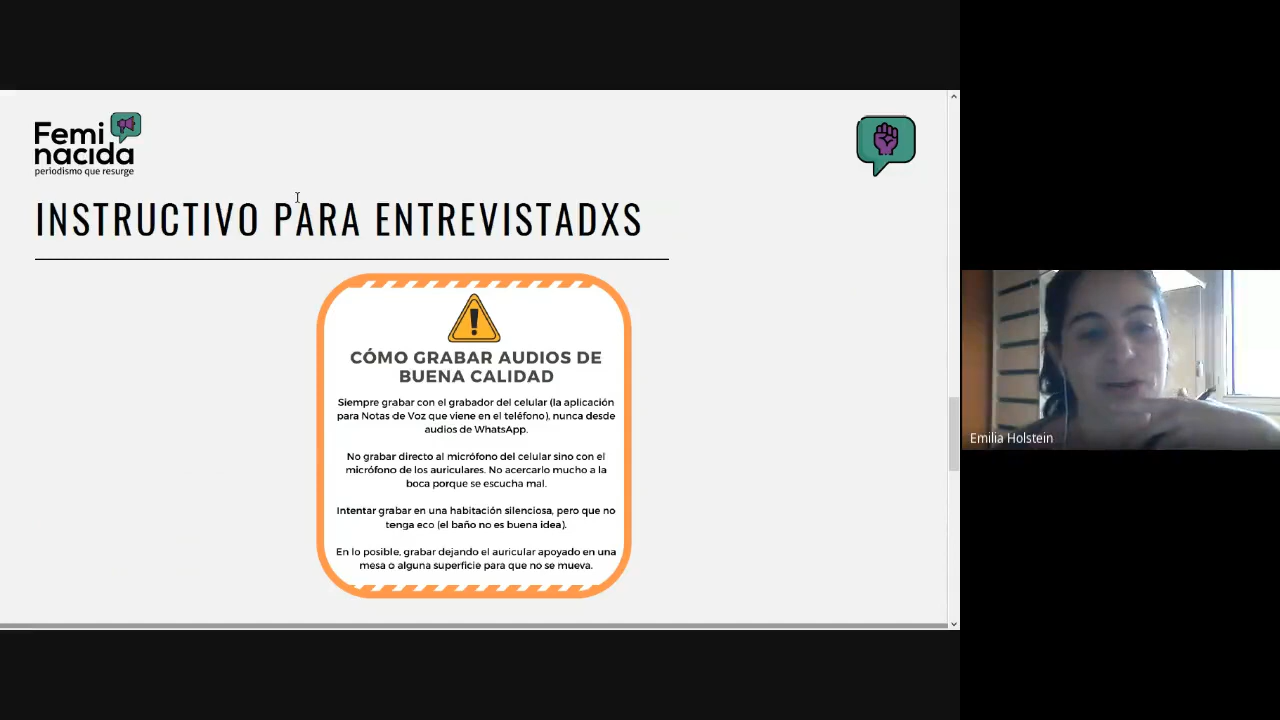 Femi
nacida
periodismo que resurge
INSTRUCTIVO PARA ENTREVISTADXS
CÓMO GRABAR AUDIOS DE
BUENA CALIDAD
Siempre grabar con el grabador del celular (la aplicación
para Notas de Voz que viene en el teléfono), nunca desde
audios de WhatsApp.
No grabar directo al micrófono del celular sino con el
micrófono de los auriculares. No acercarlo mucho a la
boca porque se escucha mal.
Intentar grabar en una habitación silenciosa, pero que no
tenga eco (el baño no es buena idea).
En lo posible, grabar dejando el auricular apoyado en una
mesa o alguna superficie para que no se mueva.
Emilia Holstein